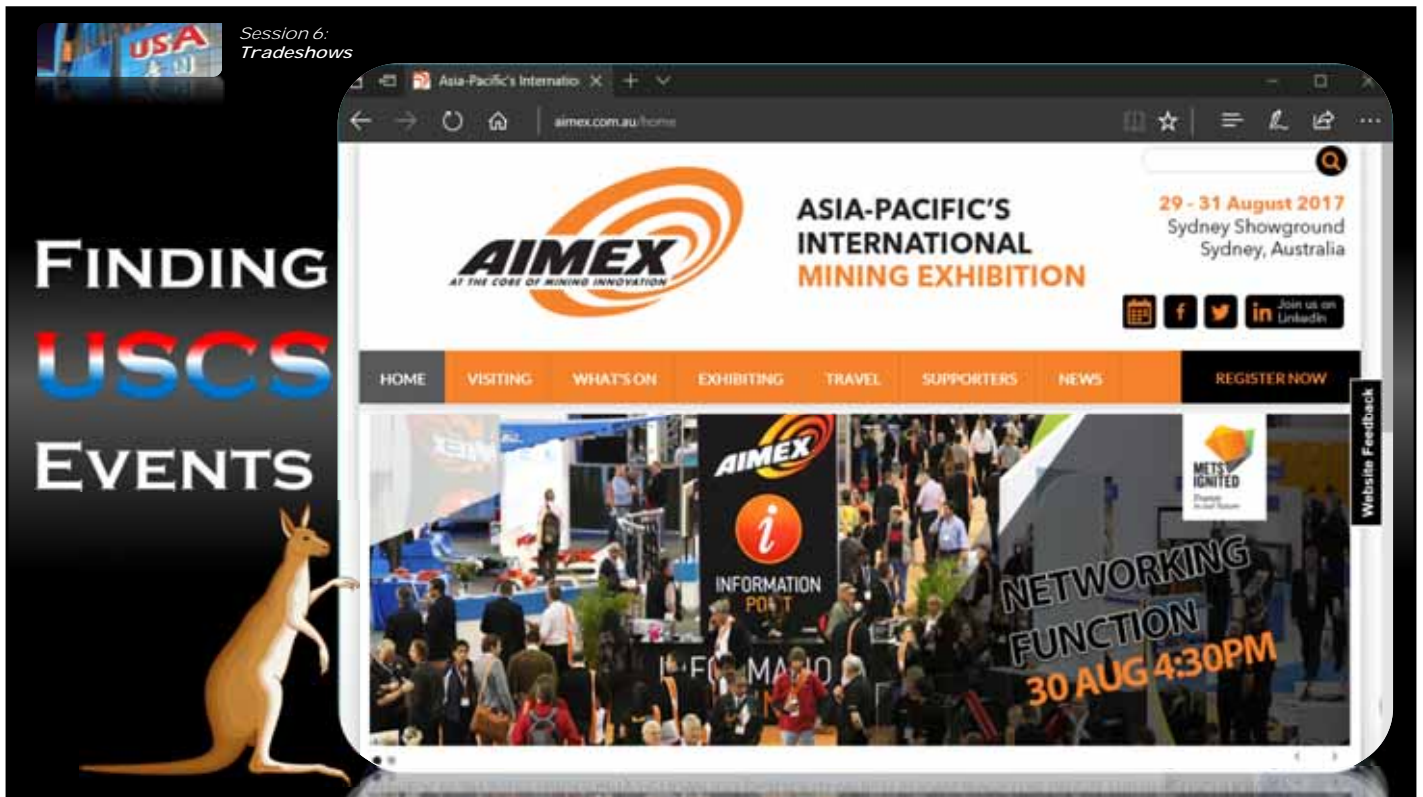 USA
Session 6:
Tradeshows
FINDING
USCS
EVENTS
Asia-Pacific's Internatio
aimex.com.au/home
AIMEX
AT THE CORE OF MINING INNOVATION
ASIA-PACIFIC'S
INTERNATIONAL
MINING EXHIBITION
29 - 31 August 2017
Sydney Showground
Sydney, Australia
f
in Join us on
LinkedIn
HOME VISITING WHAT'S ON EXHIBITING TRAVEL SUPPORTERS NEWS REGISTER NOW
Website Feedback
AIMEX
i
INFORMATION
METS
IGNITED
NETWORKING
FUNCTION
30 AUG 4:30PM